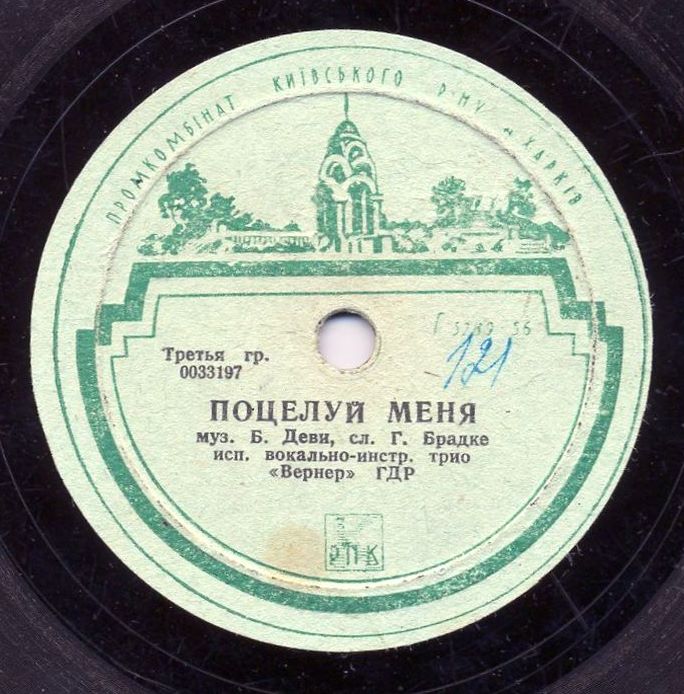 ПРОМКОМБІНАТ КИЇВСЬКОГО Р-НУ м ХАРКІВ
Третья гр.
0033197
121
ПОЦЕЛУЙ МЕНЯ
муз. Б. Деви, сл. Г. Брадке
исп. вокально-инстр. трио
«Вернер» ГДР
РПК